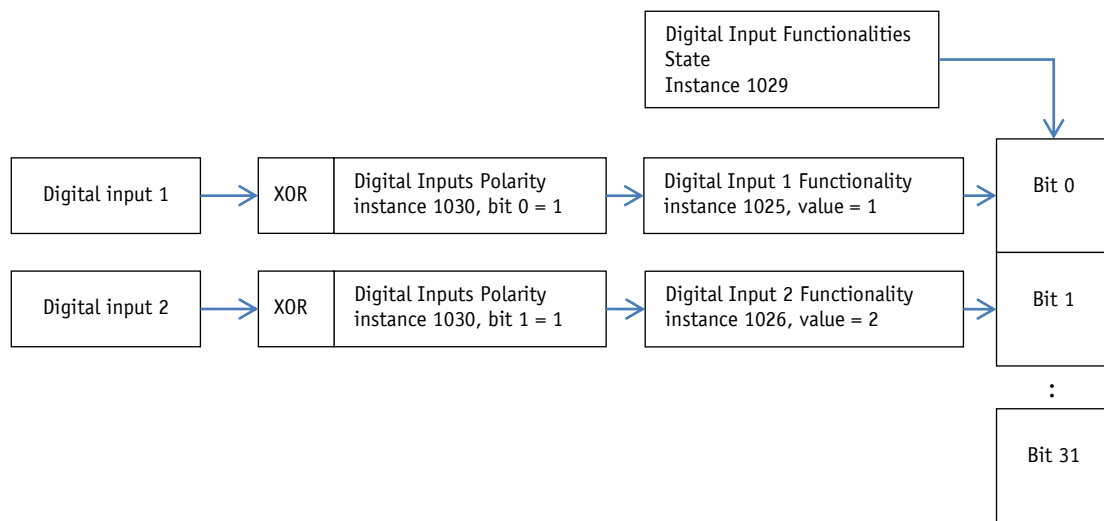 Digital Input Functionalities
State
Instance 1029
Digital input 1
XOR
Digital Inputs Polarity
instance 1030, bit 0 = 1
Digital Input 1 Functionality
instance 1025, value = 1
Bit 0
Digital input 2
XOR
Digital Inputs Polarity
instance 1030, bit 1 = 1
Digital Input 2 Functionality
instance 1026, value = 2
Bit 1
:
Bit 31